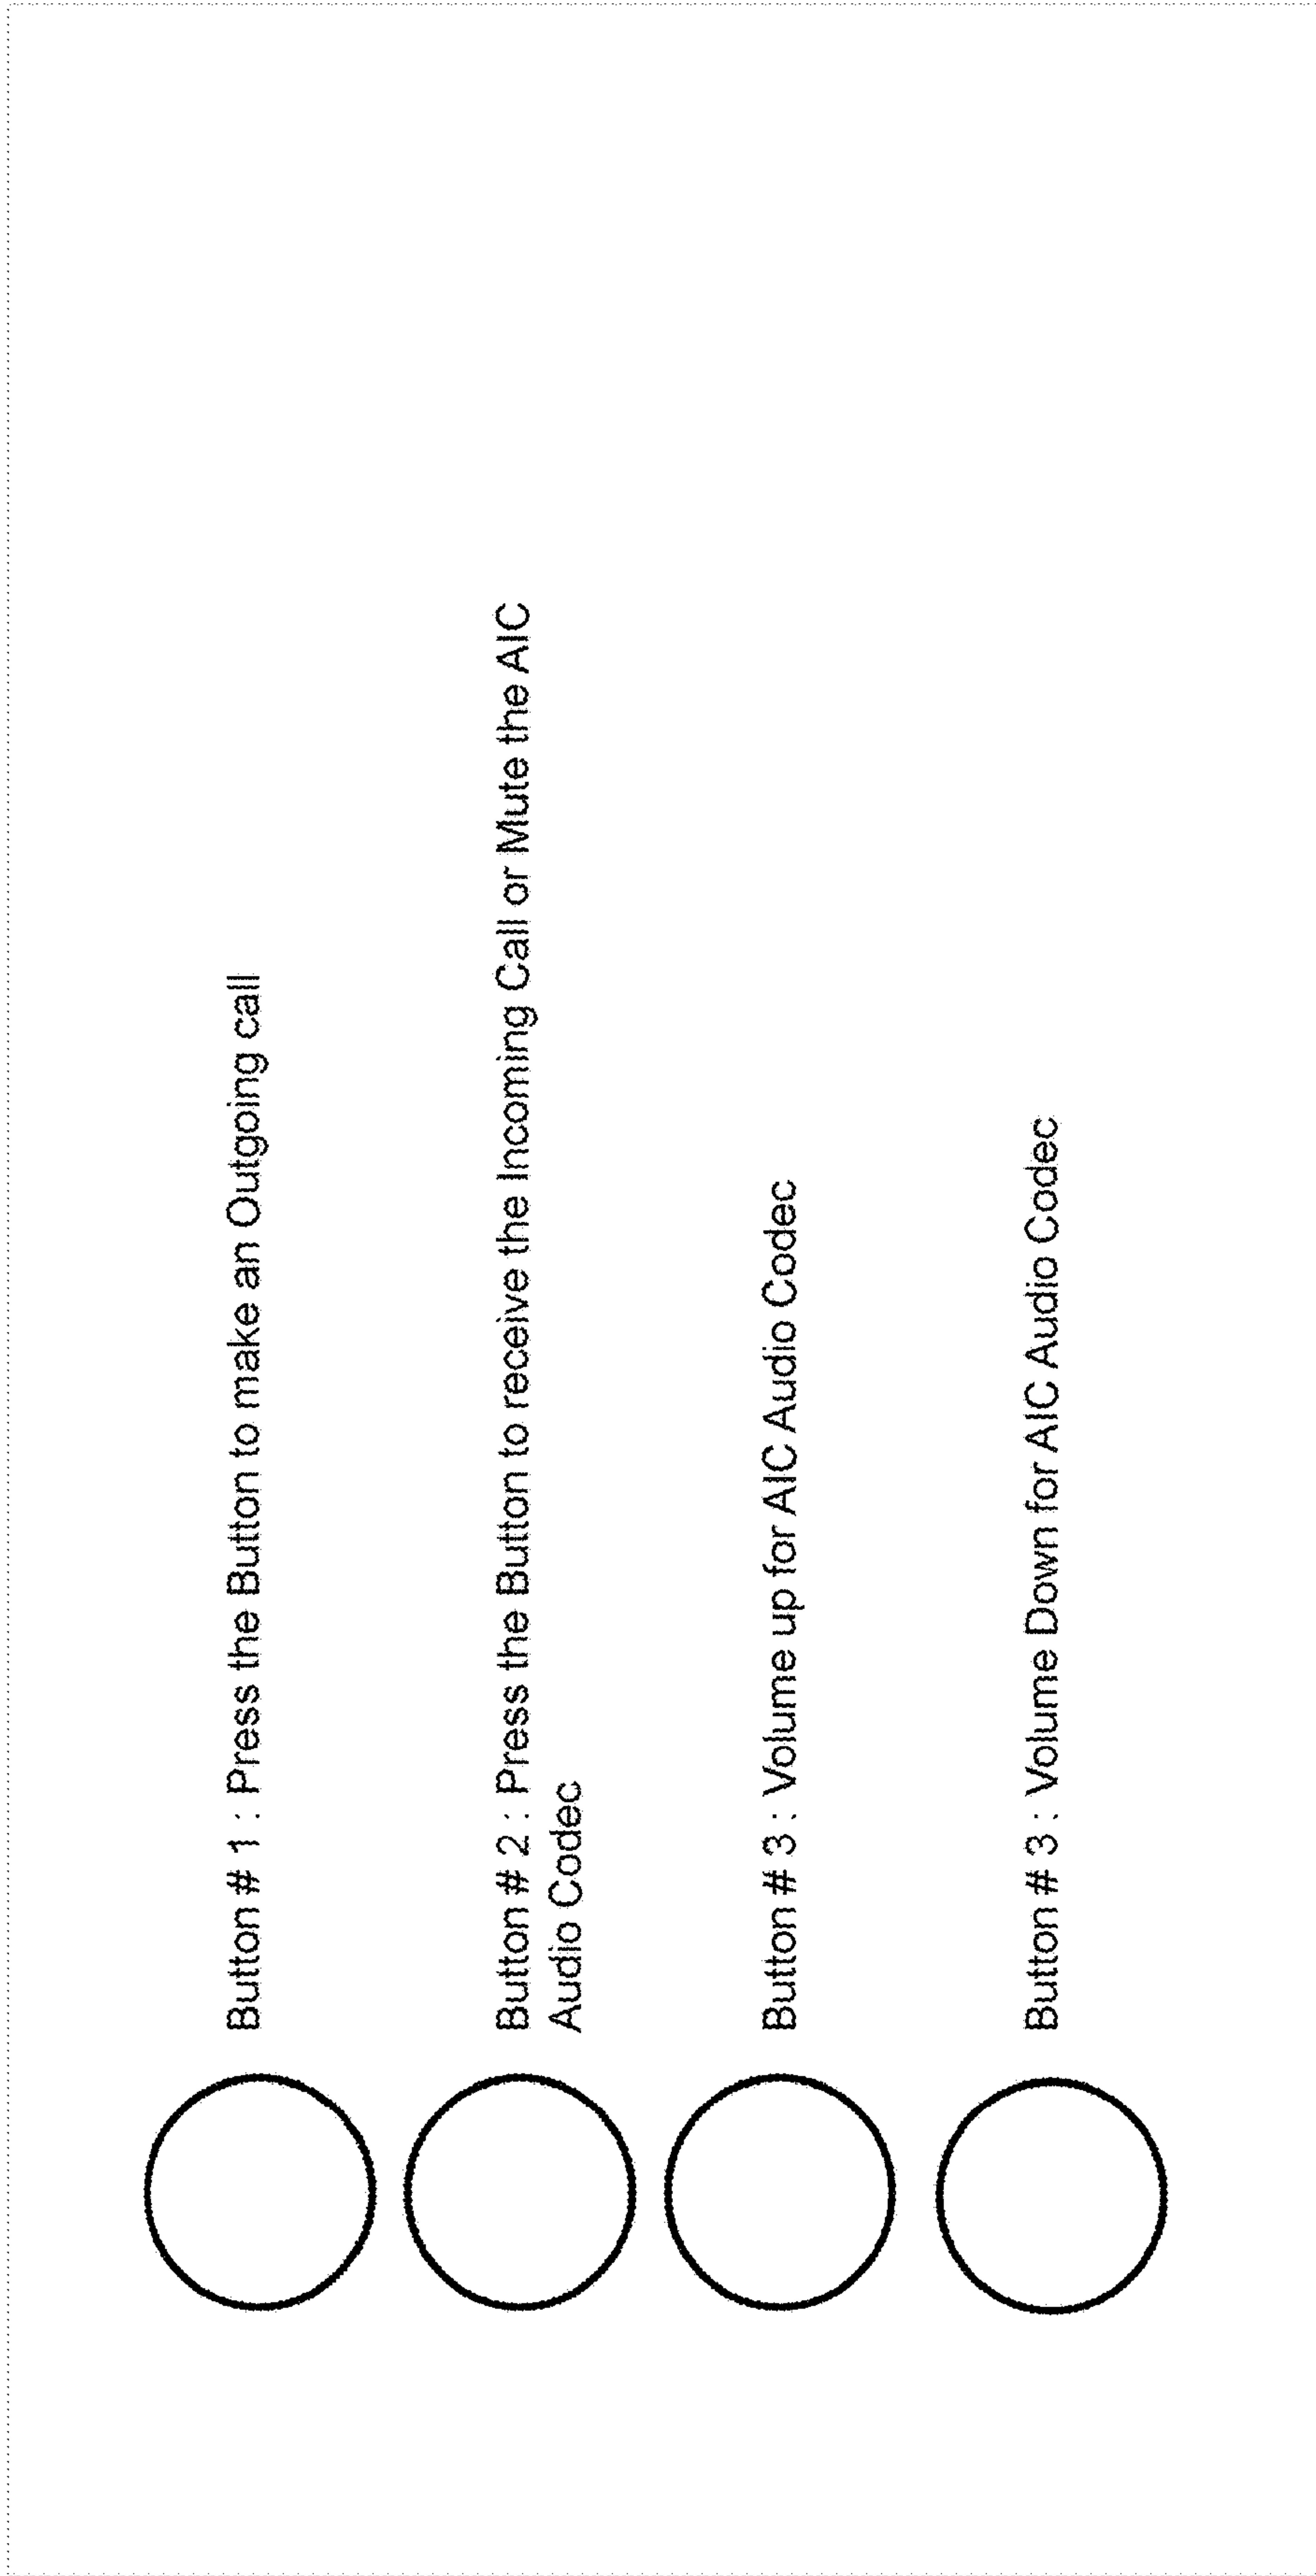 Button # 1 : Press the Button to make an Outgoing call
Button # 2 : Press the Button to receive the Incoming Call or Mute the AIC
Audio Codec
Button # 3 : Volume up for AIC Audio Codec
Button # 3 : Volume Down for AIC Audio Codec